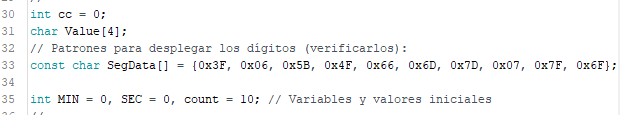 30 int cc = 0;
31 char Value[4];
32 // Patrones para desplegar los dígitos (verificarlos):
33 const char SegData[] = {0x3F, 0x06, 0x5B, 0x4F, 0x66, 0x6D, 0x7D, 0x07, 0x7F, 0x6F};
34
35 int MIN = 0, SEC = 0, count = 10; // Variables y valores iniciales